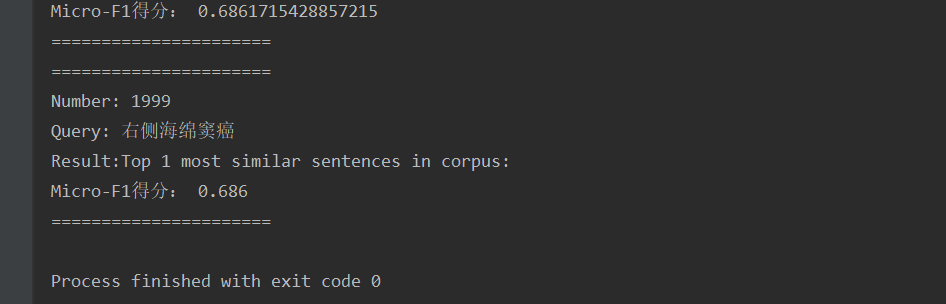 Micro-F1得分： 0.6861715428857215
======================
======================
Number: 1999
Query: 右侧海绵窦癌
Result:Top 1 most similar sentences in corpus:
Micro-F1得分： 0.686
======================
Process finished with exit code 0